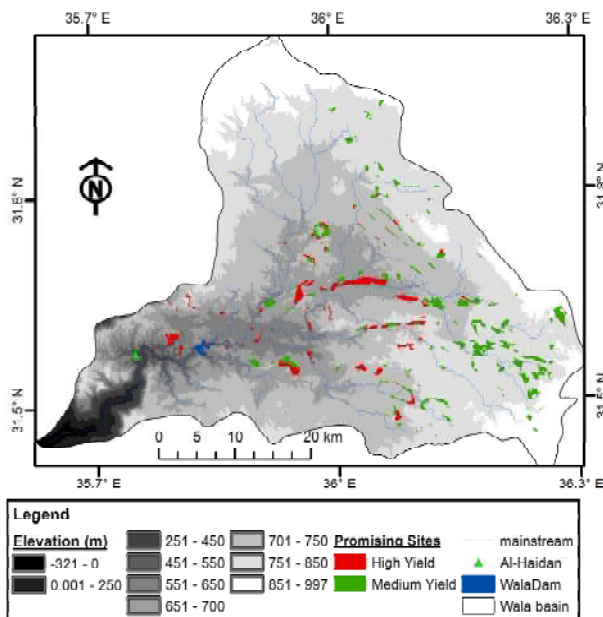 35.7° E 36° E 36.3° E
31.8° N
N
31.5° N
0 5 10 20 km
35.7° E 36° E 36.3° E
Legend
Elevation (m)
-321 - 0
0.001 - 250
251 - 450
451 - 550
551 - 650
651 - 700
701 - 750
751 - 850
851 - 997
Promising Sites
High Yield
Medium Yield
mainstream
Al-Haidan
WalaDam
Wala basin